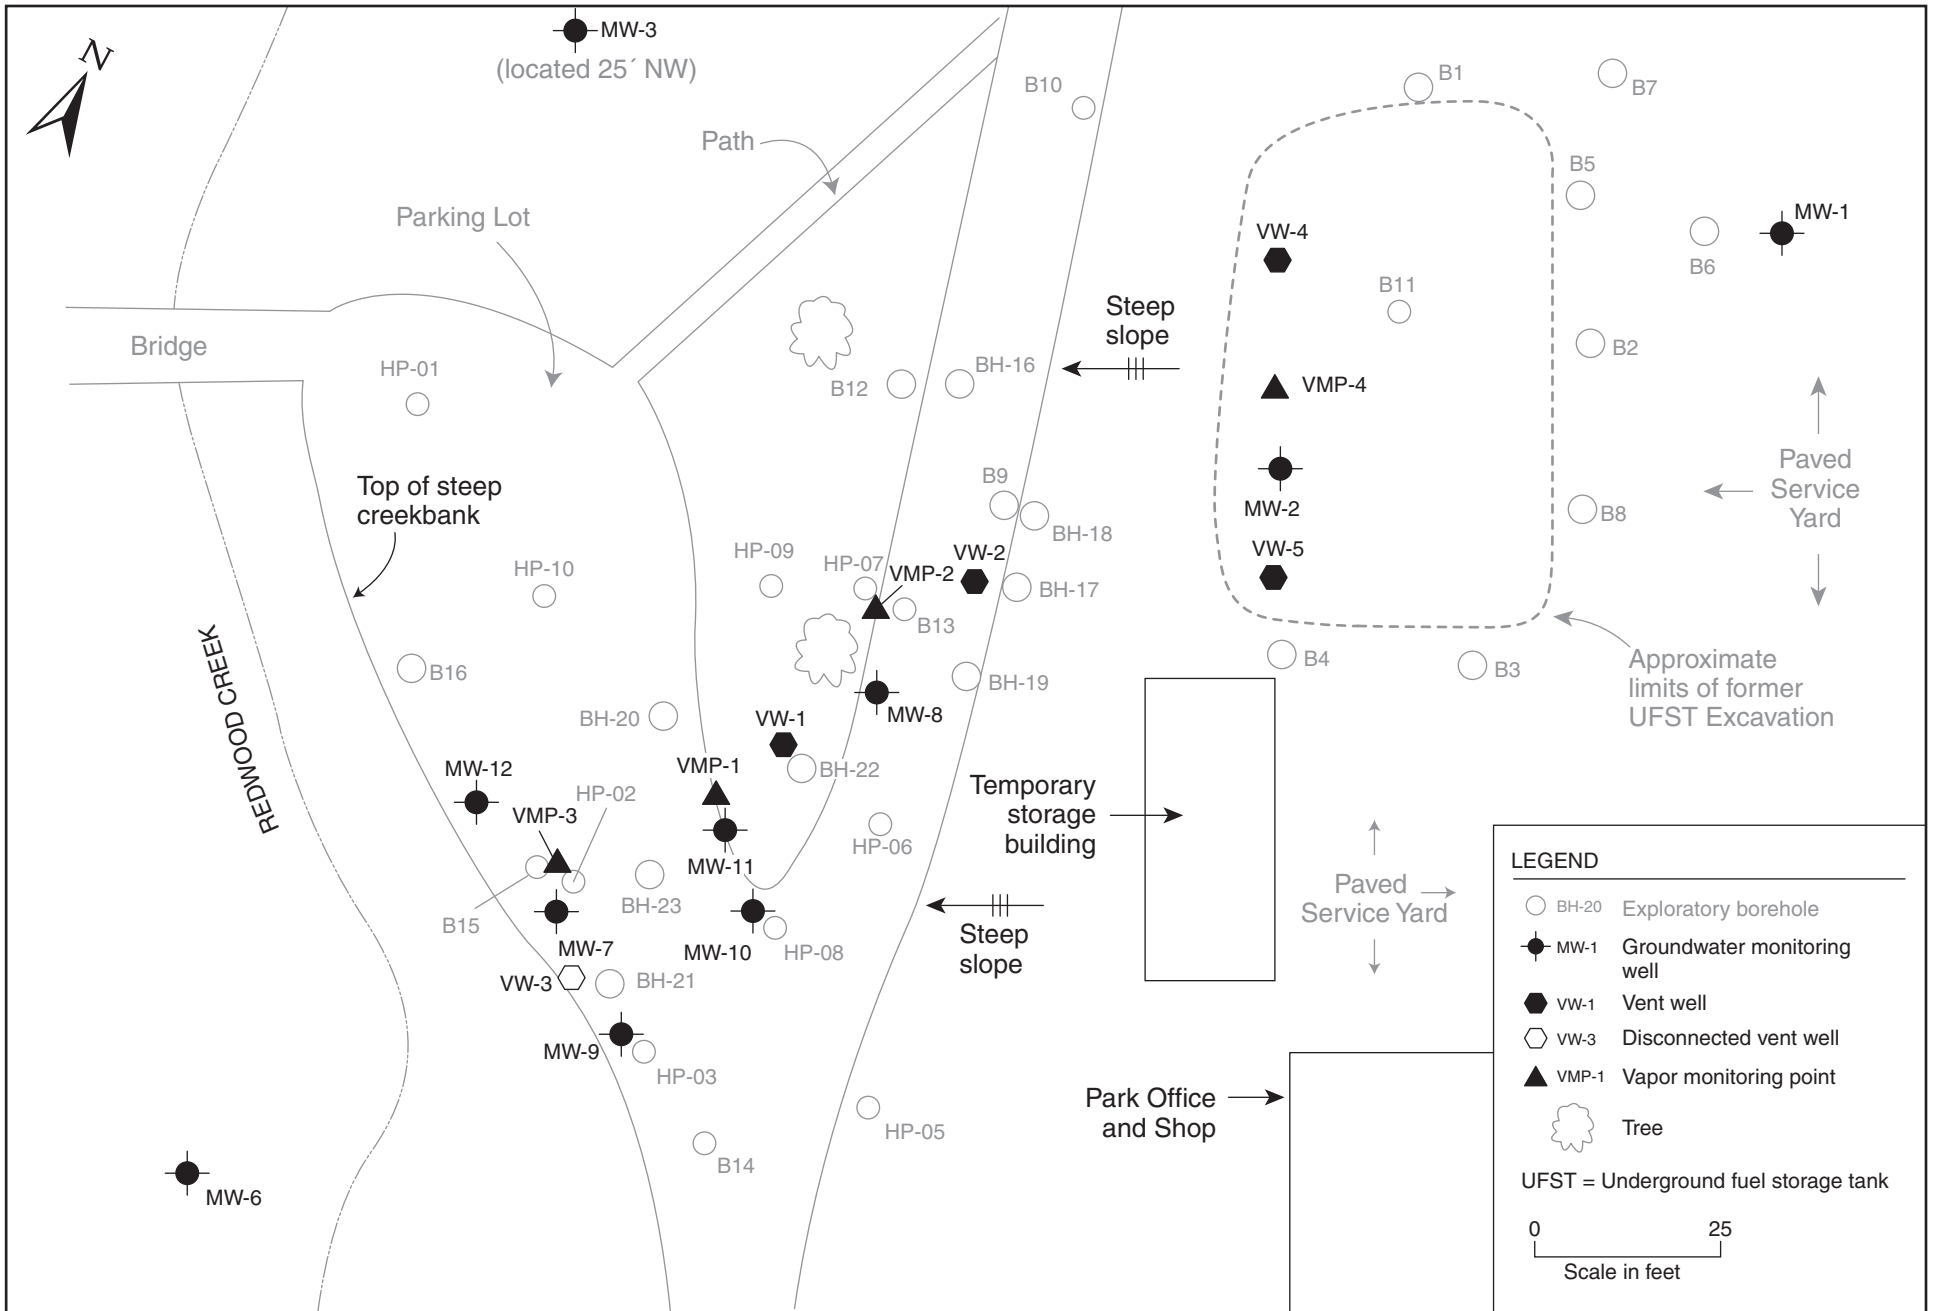 N
MW-3
(located 25´ NW)
B10
B1
B7
Path
B5
Parking Lot
MW-1
VW-4
B6
B11
Steep
slope
Bridge
B2
HP-01
B12
BH-16
VMP-4
Paved
Service
Yard
Top of steep
creekbank
B9
BH-18
MW-2
B8
HP-09
HP-07
VMP-2
VW-2
VW-5
HP-10
BH-17
B13
REDWOOD CREEK
B16
BH-19
B4
B3
Approximate
limits of former
UFST Excavation
BH-20
VW-1
MW-8
MW-12
VMP-1
BH-22
HP-02
VMP-3
Temporary
storage
building
HP-06
MW-11
B15
BH-23
Paved
Service Yard
MW-7
MW-10
HP-08
Steep
slope
VW-3
BH-21
MW-9
HP-03
HP-05
Park Office
and Shop
B14
MW-6
LEGEND
BH-20 Exploratory borehole
MW-1 Groundwater monitoring
well
VW-1 Vent well
VW-3 Disconnected vent well
VMP-1 Vapor monitoring point
Tree
UFST = Underground fuel storage tank
0 25
Scale in feet